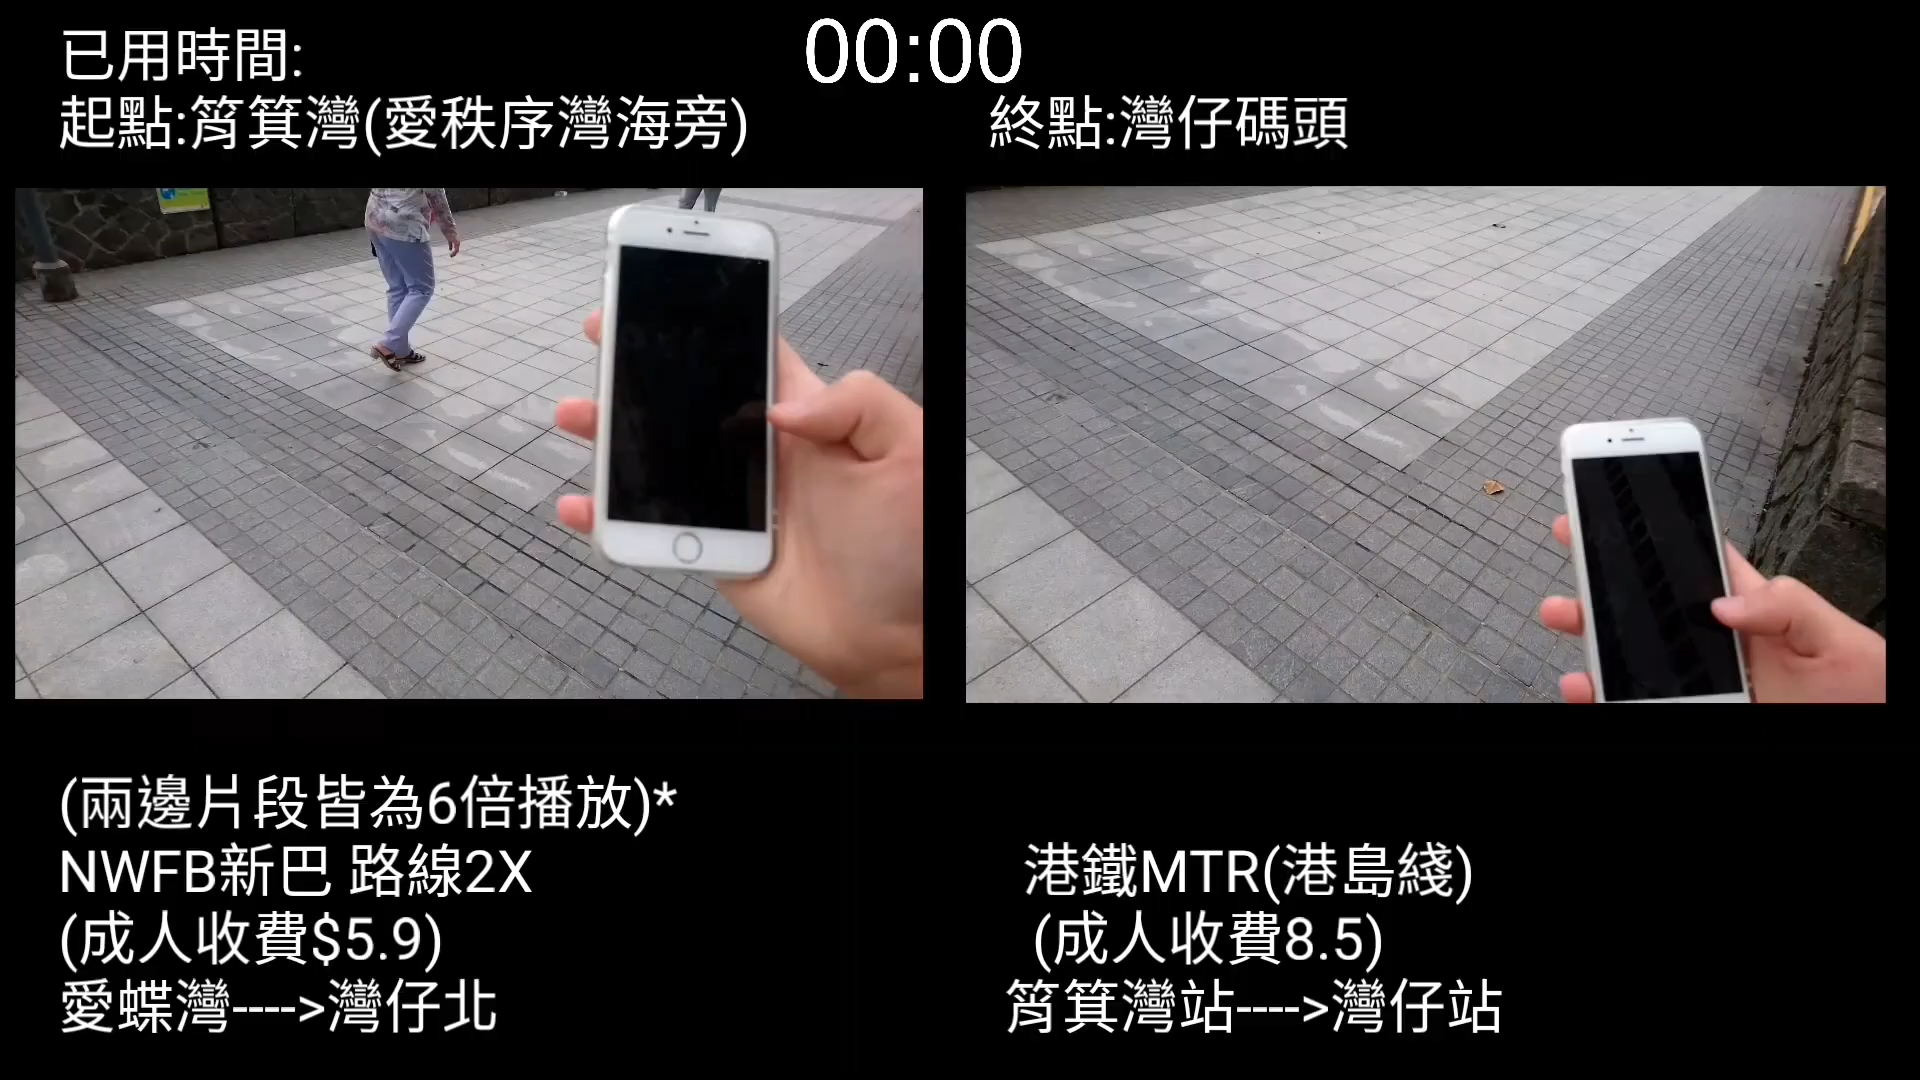 已用時間:
00:00
起點:筲箕灣(愛秩序灣海旁)
終點:灣仔碼頭
(兩邊片段皆為6倍播放)*
NWFB新巴 路線2X
(成人收費$5.9)
愛蝶灣---->灣仔北
港鐵MTR(港島綫)
(成人收費8.5)
筲箕灣站---->灣仔站